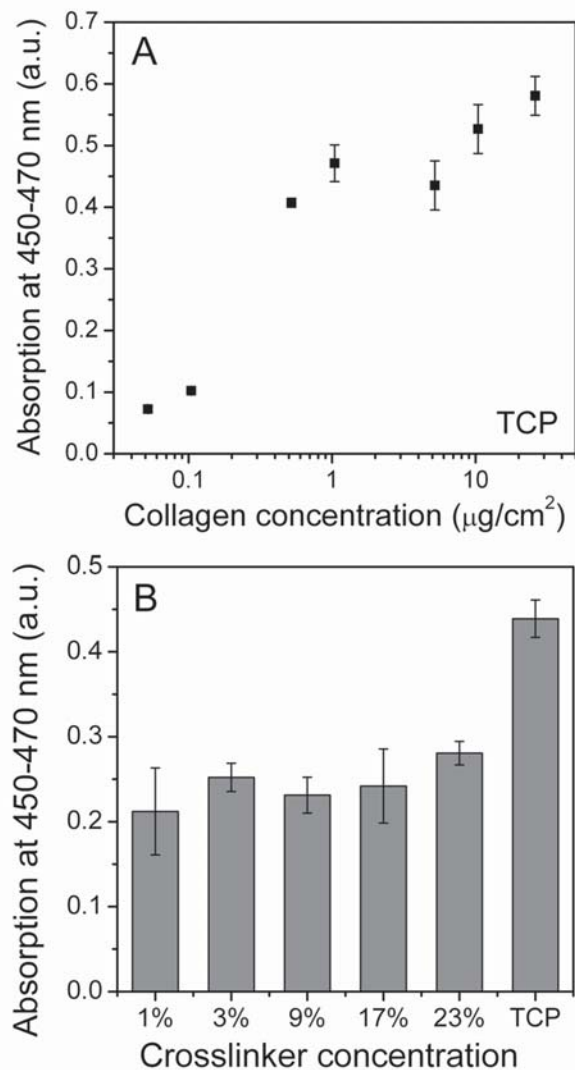 A
Absorption at 450-470 nm (a.u.)
0.7
0.6
0.5
0.4
0.3
0.2
0.1
0.0
TCP
0.1 1 10
Collagen concentration (μg/cm²)
B
Absorption at 450-470 nm (a.u.)
0.5
0.4
0.3
0.2
0.1
0.0
1% 3% 9% 17% 23% TCP
Crosslinker concentration